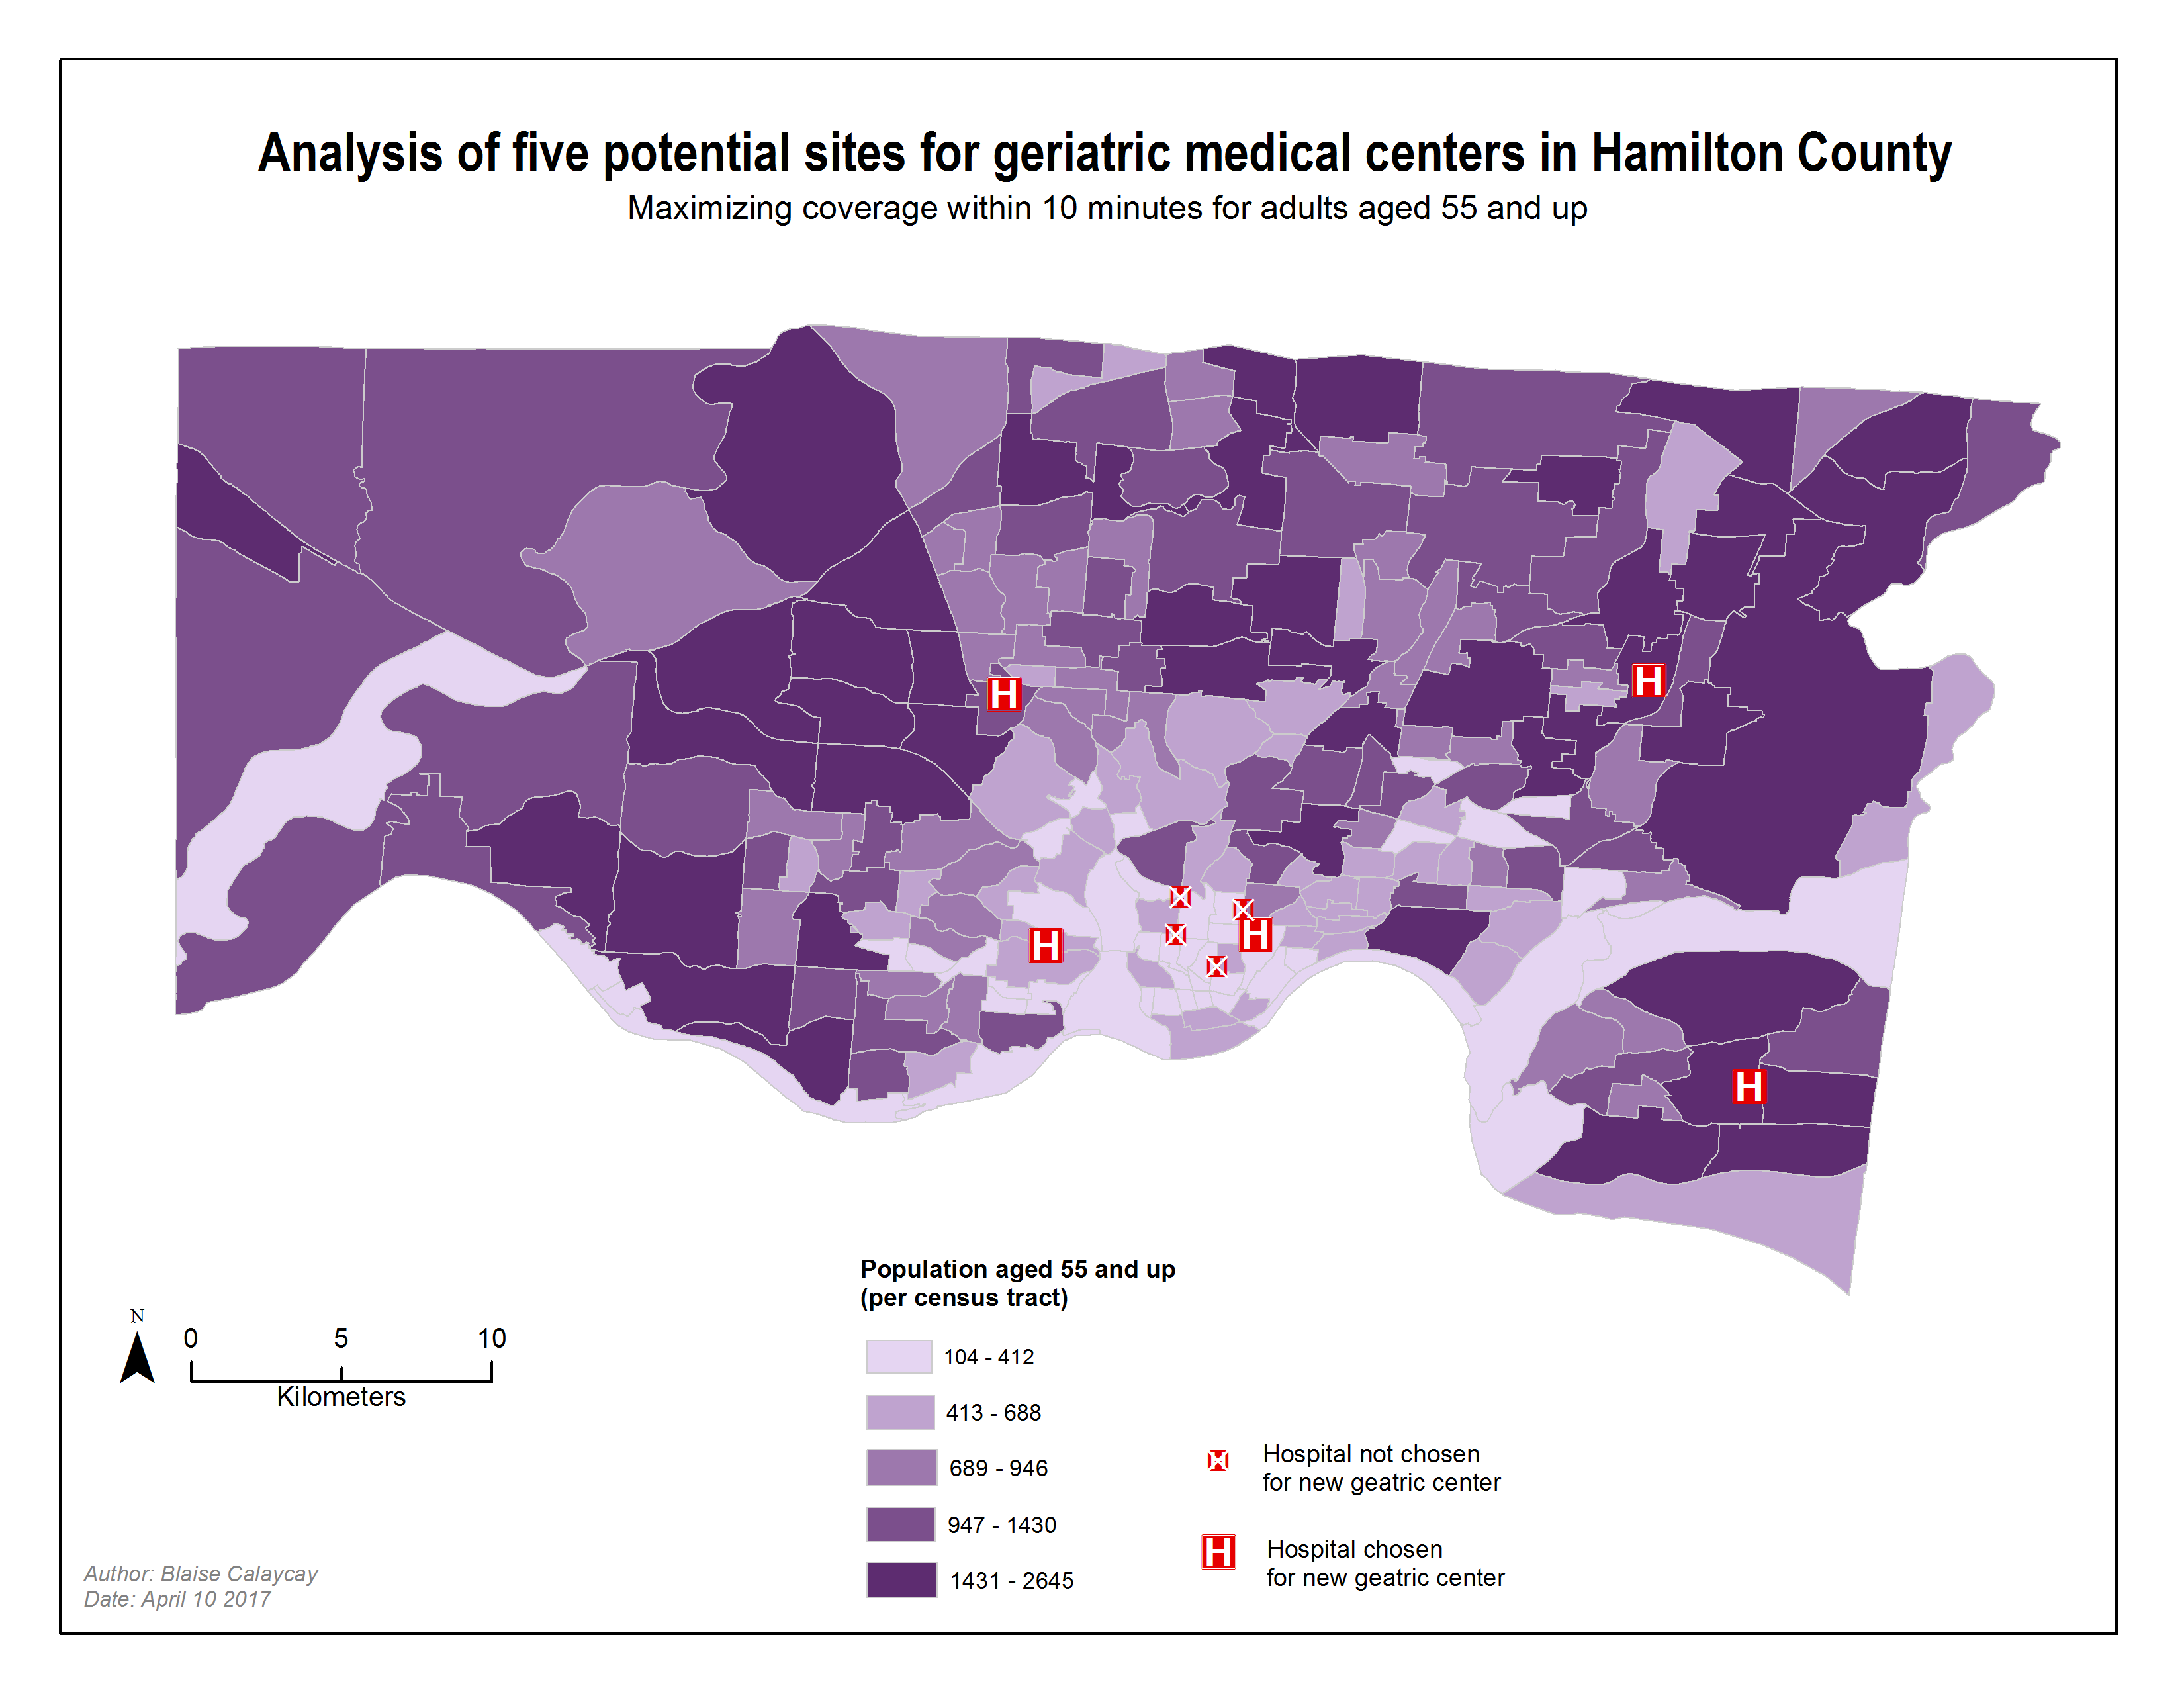 Analysis of five potential sites for geriatric medical centers in Hamilton County
Maximizing coverage within 10 minutes for adults aged 55 and up
H
H
H
H
H
Population aged 55 and up
(per census tract)
N
0 5 10
Kilometers
104 - 412
413 - 688
689 - 946
947 - 1430
1431 - 2645
Hospital not chosen
for new geatric center
H
Hospital chosen
for new geatric center
Author: Blaise Calaycay
Date: April 10 2017